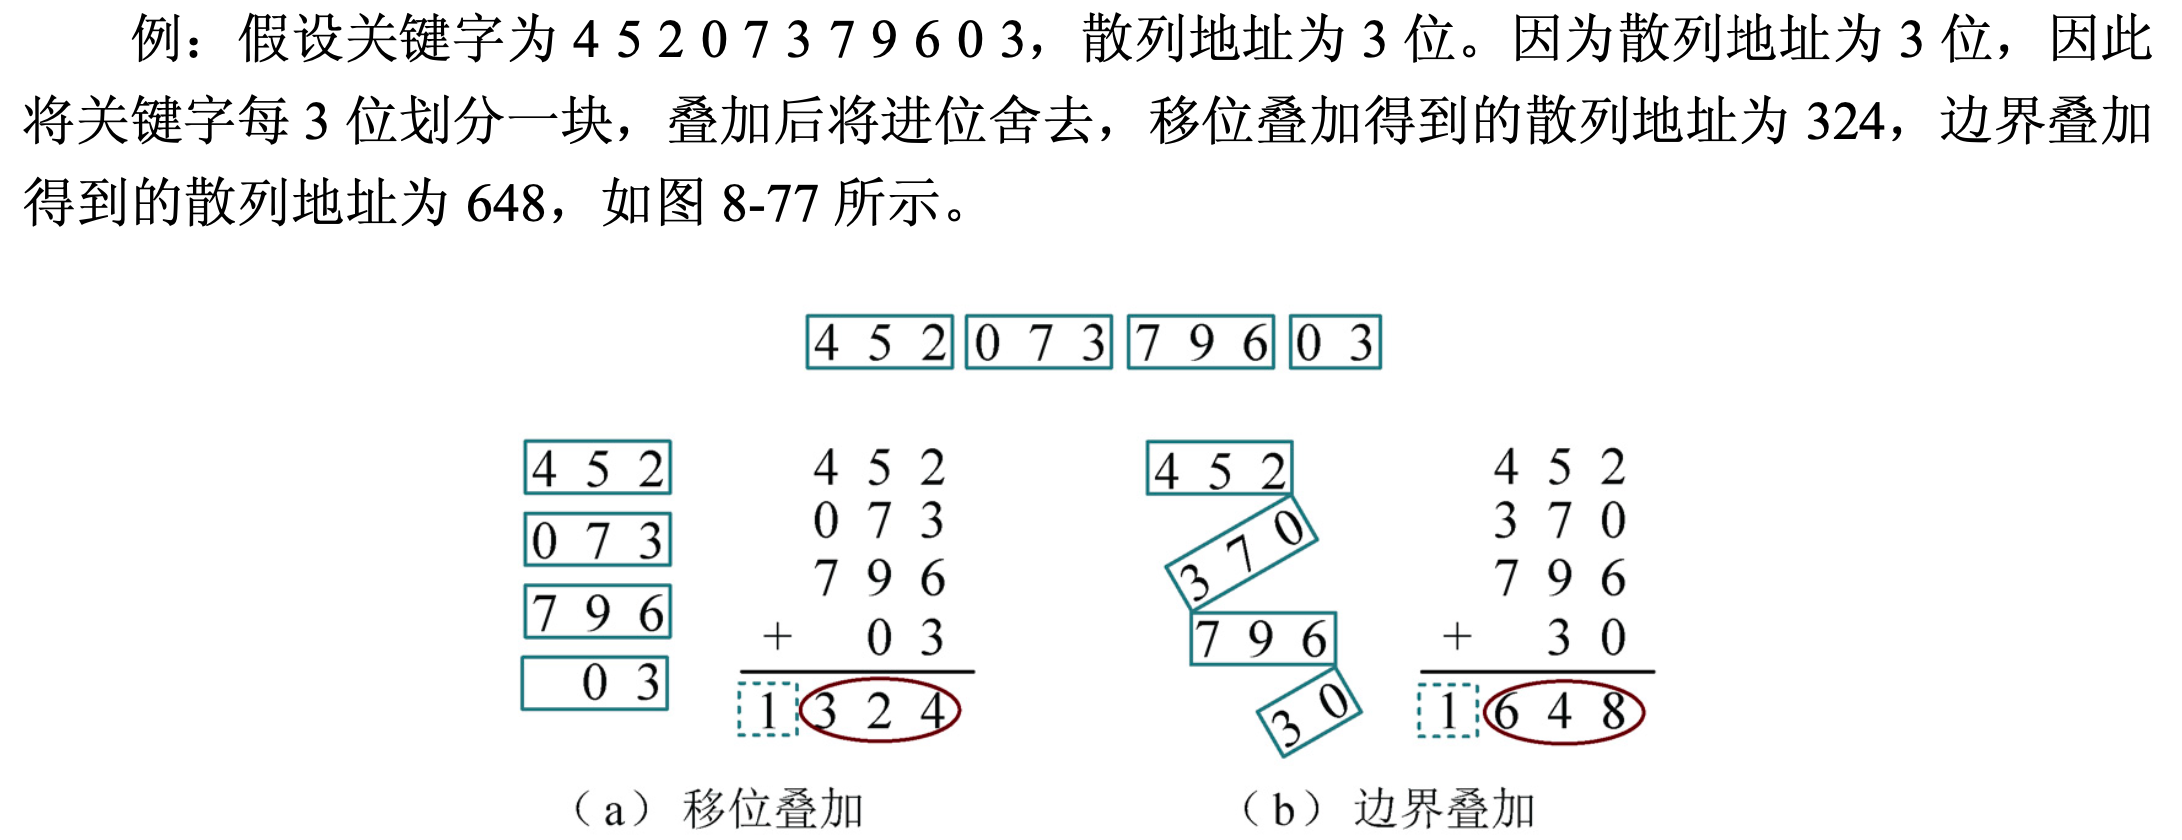 例：假设关键字为 4 5 2 0 7 3 7 9 6 0 3，散列地址为 3 位。因为散列地址为 3 位，因此
将关键字每 3 位划分一块，叠加后将进位舍去，移位叠加得到的散列地址为 324，边界叠加
得到的散列地址为 648，如图 8-77 所示。
4 5 2 0 7 3 7 9 6 0 3
4 5 2
0 7 3
7 9 6
0 3
4 5 2
0 7 3
7 9 6
+ 0 3
1 3 2 4
（a）移位叠加
4 5 2
3 7 0
7 9 6
3 0
4 5 2
3 7 0
7 9 6
+ 3 0
1 6 4 8
（b）边界叠加